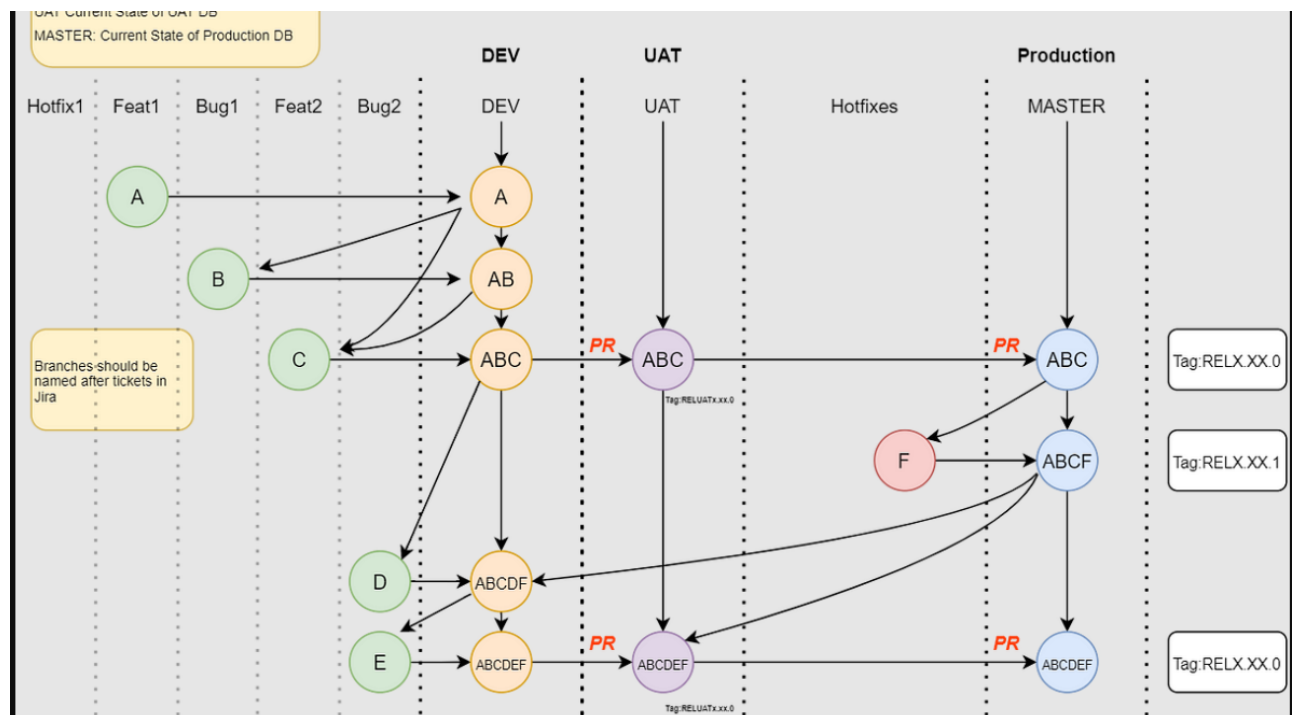 UAT Current State of UAT DB
MASTER: Current State of Production DB
DEV UAT Production
Hotfix1 Feat1 Bug1 Feat2 Bug2 DEV UAT Hotfixes MASTER
A A
B AB
Branches should be
named after tickets in
Jira
C ABC PR ABC PR ABC Tag:RELX.XX.0
Tag:RELUATx.xx.0
F ABCF Tag:RELX.XX.1
D ABCDF
E ABCDEF PR ABCDEF PR ABCDEF Tag:RELX.XX.0
Tag:RELUATx.xx.0